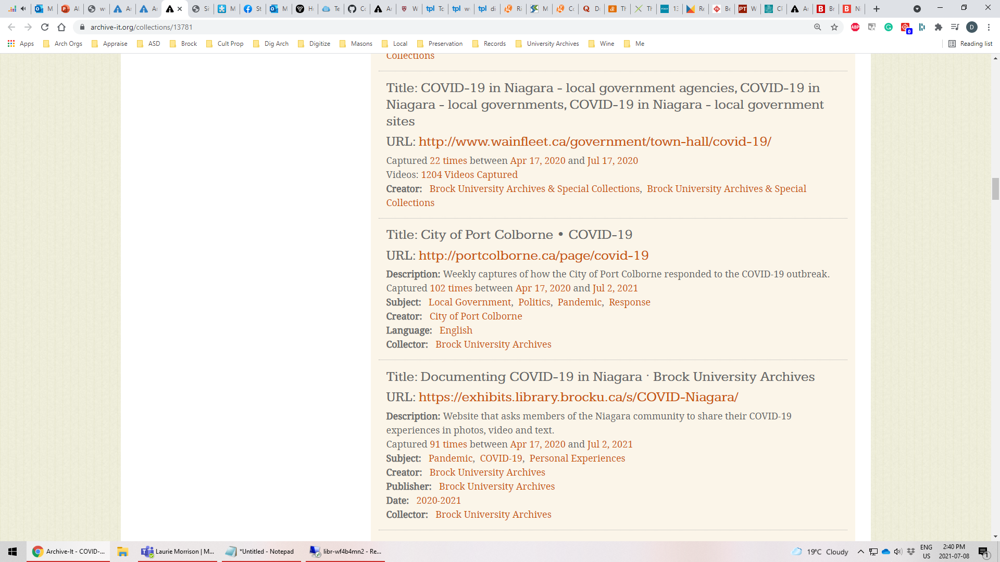 archive-it.org/collections/13781
ABP
0
D
Apps
Arch Orgs
Appraise
ASD
Brock
Cult Prop
Dig Arch
Digitize
Masons
Local
Preservation
Records
University Archives
Wine
Me
Reading list
Collections
Title: COVID-19 in Niagara - local government agencies, COVID-19 in
Niagara - local governments, COVID-19 in Niagara - local government
sites
URL: http://www.wainfleet.ca/government/town-hall/covid-19/
Captured 22 times between Apr 17, 2020 and Jul 17, 2020
Videos: 1204 Videos Captured
Creator: Brock University Archives & Special Collections, Brock University Archives & Special
Collections
Title: City of Port Colborne • COVID-19
URL: http://portcolborne.ca/page/covid-19
Description: Weekly captures of how the City of Port Colborne responded to the COVID-19 outbreak.
Captured 102 times between Apr 17, 2020 and Jul 2, 2021
Subject: Local Government, Politics, Pandemic, Response
Creator: City of Port Colborne
Language: English
Collector: Brock University Archives
Title: Documenting COVID-19 in Niagara · Brock University Archives
URL: https://exhibits.library.brocku.ca/s/COVID-Niagara/
Description: Website that asks members of the Niagara community to share their COVID-19
experiences in photos, video and text.
Captured 91 times between Apr 17, 2020 and Jul 2, 2021
Subject: Pandemic, COVID-19, Personal Experiences
Creator: Brock University Archives
Publisher: Brock University Archives
Date: 2020-2021
Collector: Brock University Archives
Archive-It - COVID-...
Laurie Morrison | M...
*Untitled - Notepad
libr-wf4b4mn2 - Re...
19°C Cloudy
ENG
US
2:40 PM
2021-07-08
1